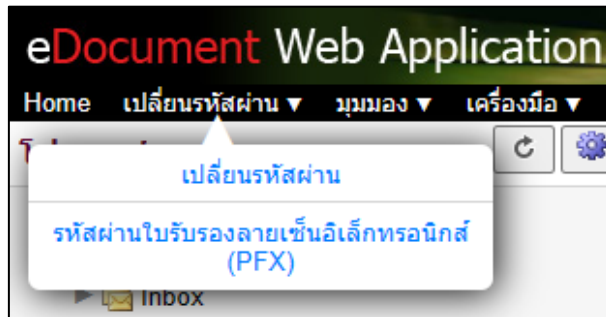 eDocument Web Application
Home เปลี่ยนรหัสผ่าน ▼ มุมมอง ▼ เครื่องมือ ▼
เปลี่ยนรหัสผ่าน
รหัสผ่านใบรับรองลายเซ็นอิเล็กทรอนิกส์
(PFX)
Inbox